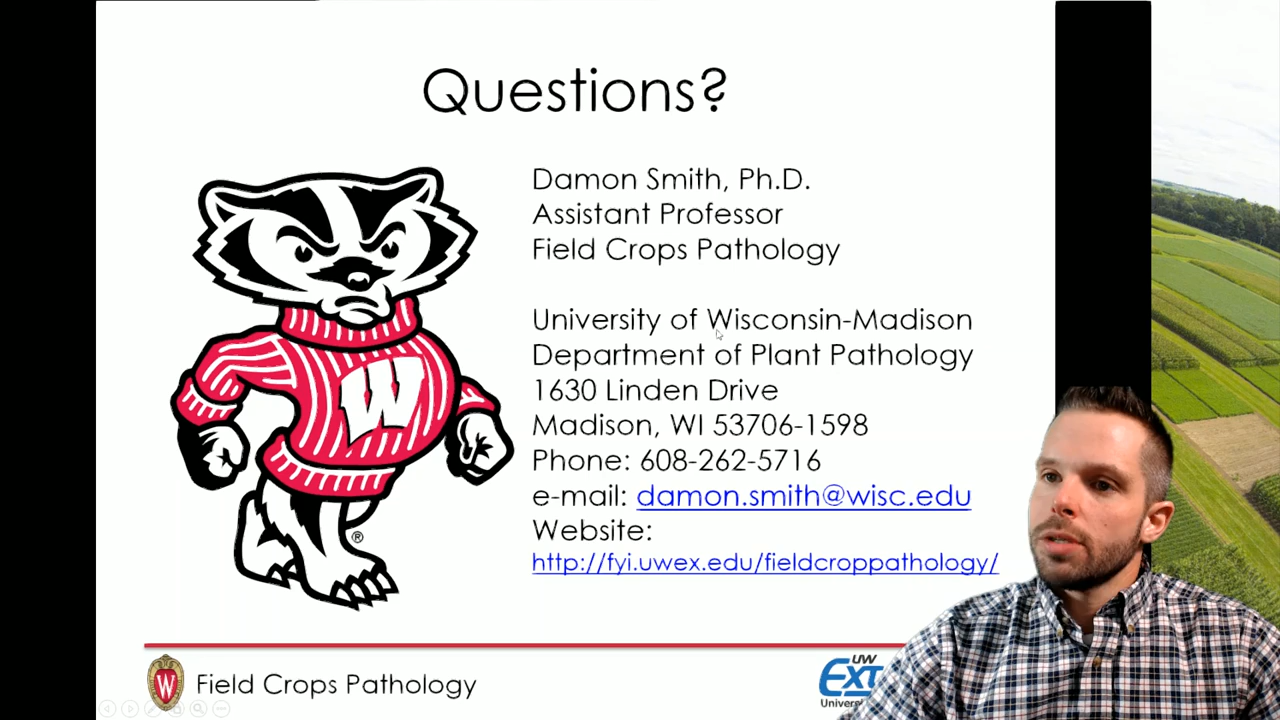 Questions?
Damon Smith, Ph.D.
Assistant Professor
Field Crops Pathology
University of Wisconsin-Madison
Department of Plant Pathology
1630 Linden Drive
Madison, WI 53706-1598
Phone: 608-262-5716
e-mail: damon.smith@wisc.edu
Website:
http://fyi.uwex.edu/fieldcroppathology/
W
®
W
Field Crops Pathology
UW
EXT